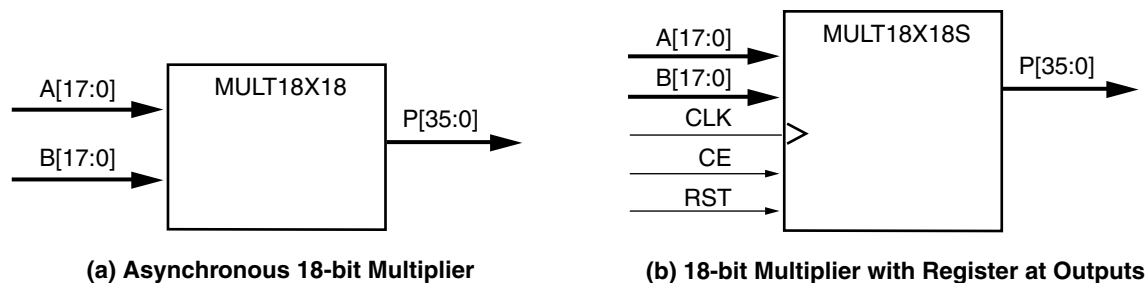 MULT18X18
A[17:0]
B[17:0]
P[35:0]
(a) Asynchronous 18-bit Multiplier
MULT18X18S
A[17:0]
B[17:0]
CLK
CE
RST
P[35:0]
(b) 18-bit Multiplier with Register at Outputs